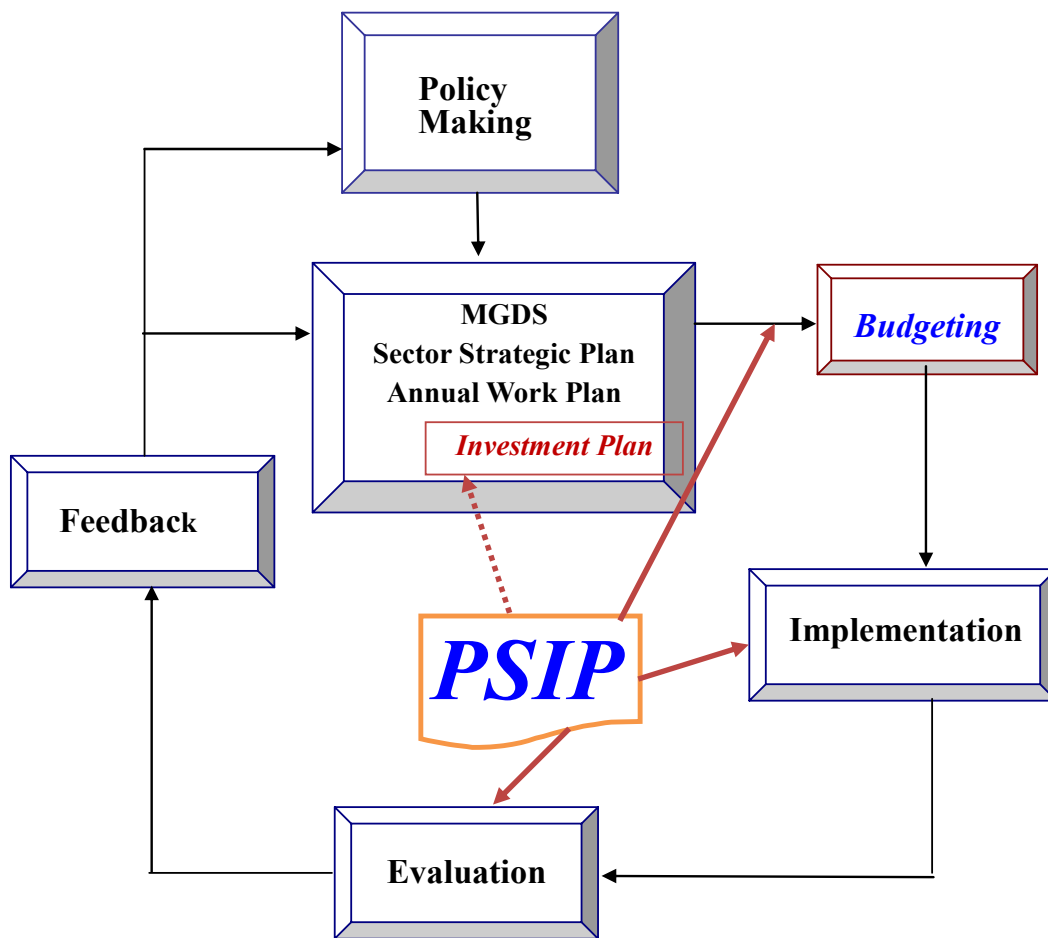 Policy
Making
MGDS
Sector Strategic Plan
Annual Work Plan
Investment Plan
Budgeting
Feedback
PSIP
Implementation
Evaluation